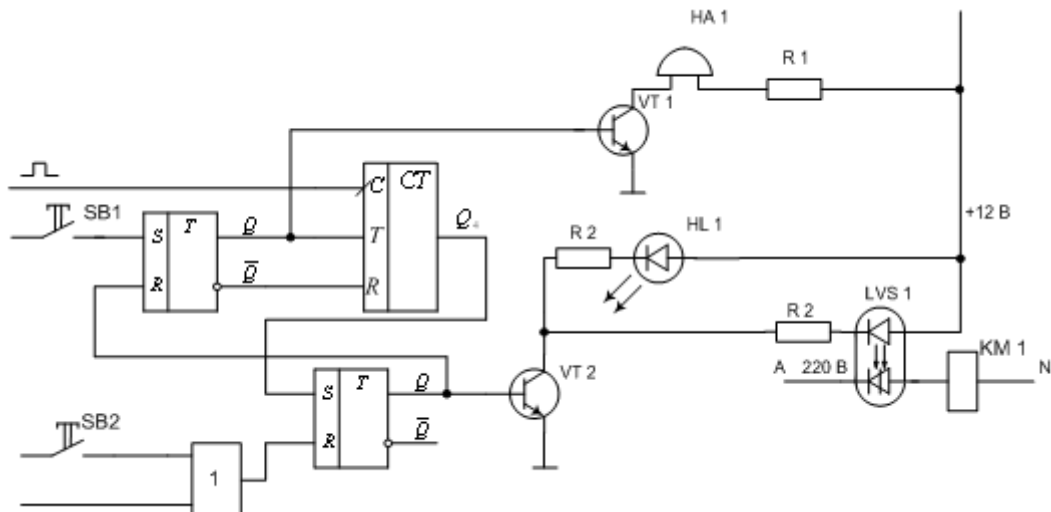 HA 1
R 1
VT 1
C CT
SB1
Q₄
+12 В
S T Q
T
R 2
HL 1
R Q̅
R
LVS 1
R 2
KM 1
A 220 В
N
S T Q
VT 2
SB2
R Q̅
1